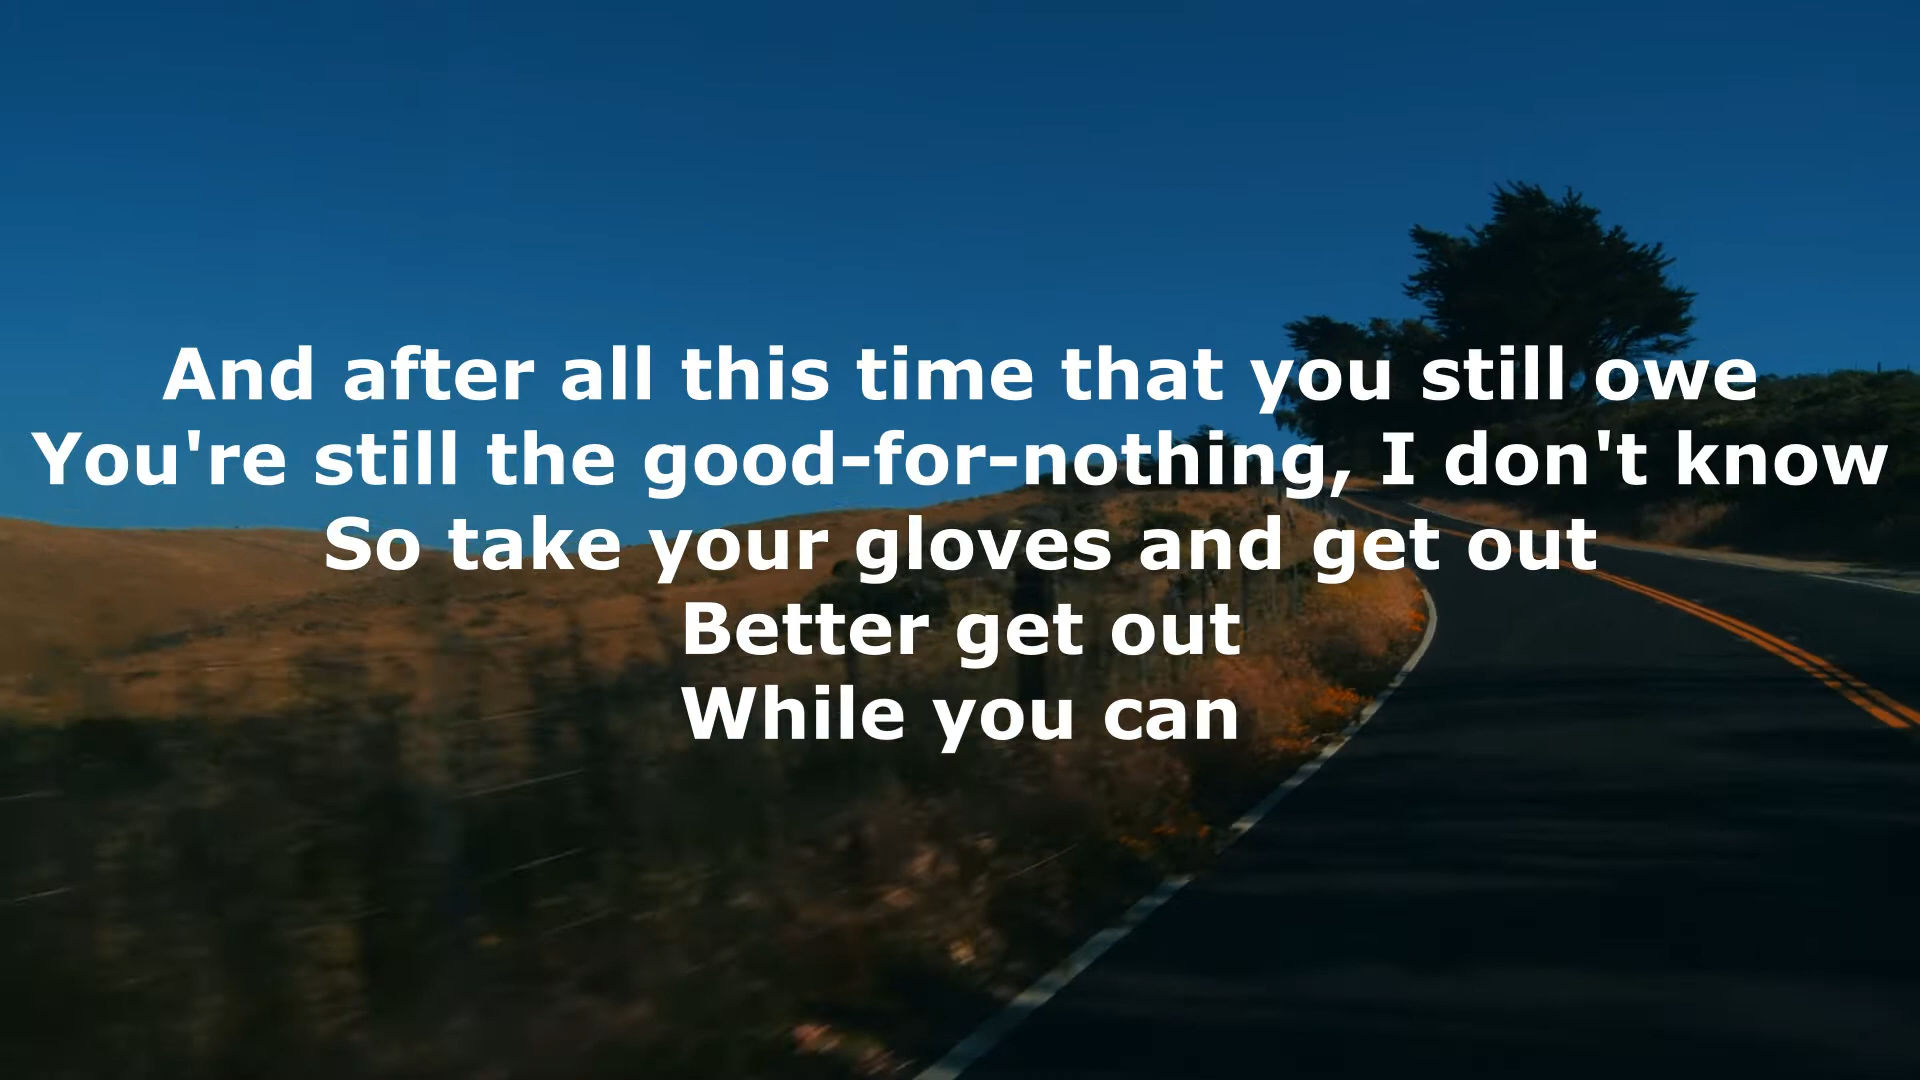 And after all this time that you still owe
You're still the good-for-nothing, I don't know
So take your gloves and get out
Better get out
While you can